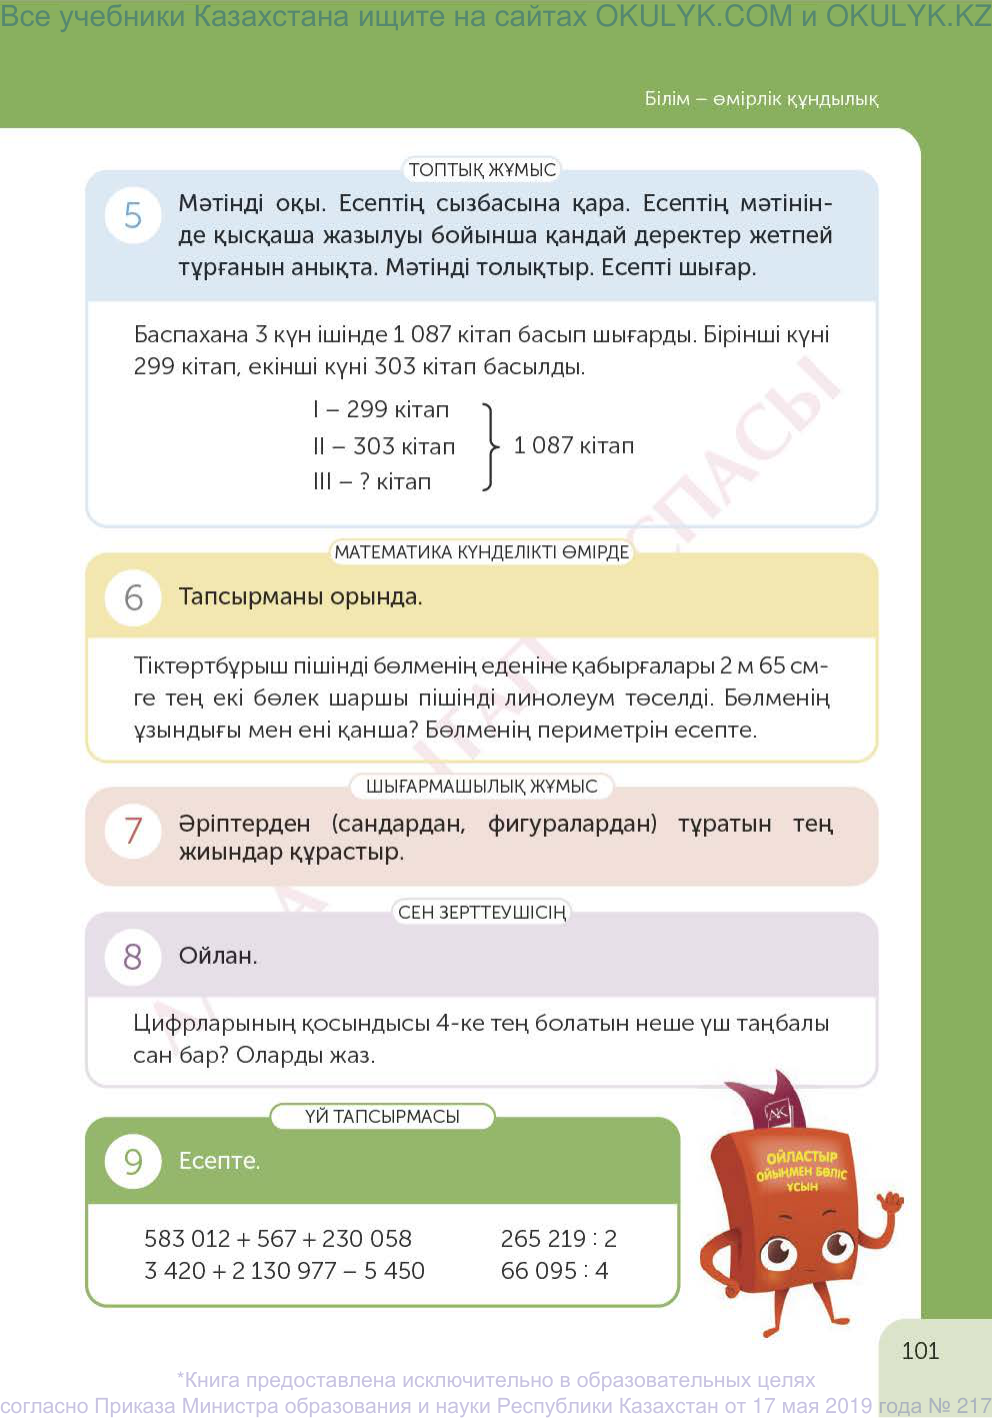 Все учебники Казахстана ищите на сайтах OKULYK.COM и OKULYK.KZ
Білім – өмірлік құндылық
ТОПТЫҚ ЖҰМЫС
5
Мәтінді оқы. Есептің сызбасына қара. Есептің мәтінін-
де қысқаша жазылуы бойынша қандай деректер жетпей
тұрғанын анықта. Мәтінді толықтыр. Есепті шығар.
Баспахана 3 күн ішінде 1 087 кітап басып шығарды. Бірінші күні
299 кітап, екінші күні 303 кітап басылды.
I – 299 кітап
II – 303 кітап
1 087 кітап
III – ? кітап
МАТЕМАТИКА КҮНДЕЛІКТІ ӨМІРДЕ
6
Тапсырманы орында.
Тіктөртбұрыш пішінді бөлменің еденіне қабырғалары 2 м 65 см-
ге тең екі бөлек шаршы пішінді линолеум төселді. Бөлменің
ұзындығы мен ені қанша? Бөлменің периметрін есепте.
ШЫҒАРМАШЫЛЫҚ ЖҰМЫС
7
Әріптерден (сандардан, фигуралардан) тұратын тең
жиындар құрастыр.
СЕН ЗЕРТТЕУШІСІҢ
8
Ойлан.
Цифрларының қосындысы 4-ке тең болатын неше үш таңбалы
сан бар? Оларды жаз.
ҮЙ ТАПСЫРМАСЫ
9
Есепте.
583 012 + 567 + 230 058
265 219 : 2
3 420 + 2 130 977 – 5 450
66 095 : 4
АК
ОЙЛАСТЫР
ОЙЫҢМЕН БӨЛІС
ҰСЫН
101
*Книга предоставлена исключительно в образовательных целях
согласно Приказа Министра образования и науки Республики Казахстан от 17 мая 2019 года № 217